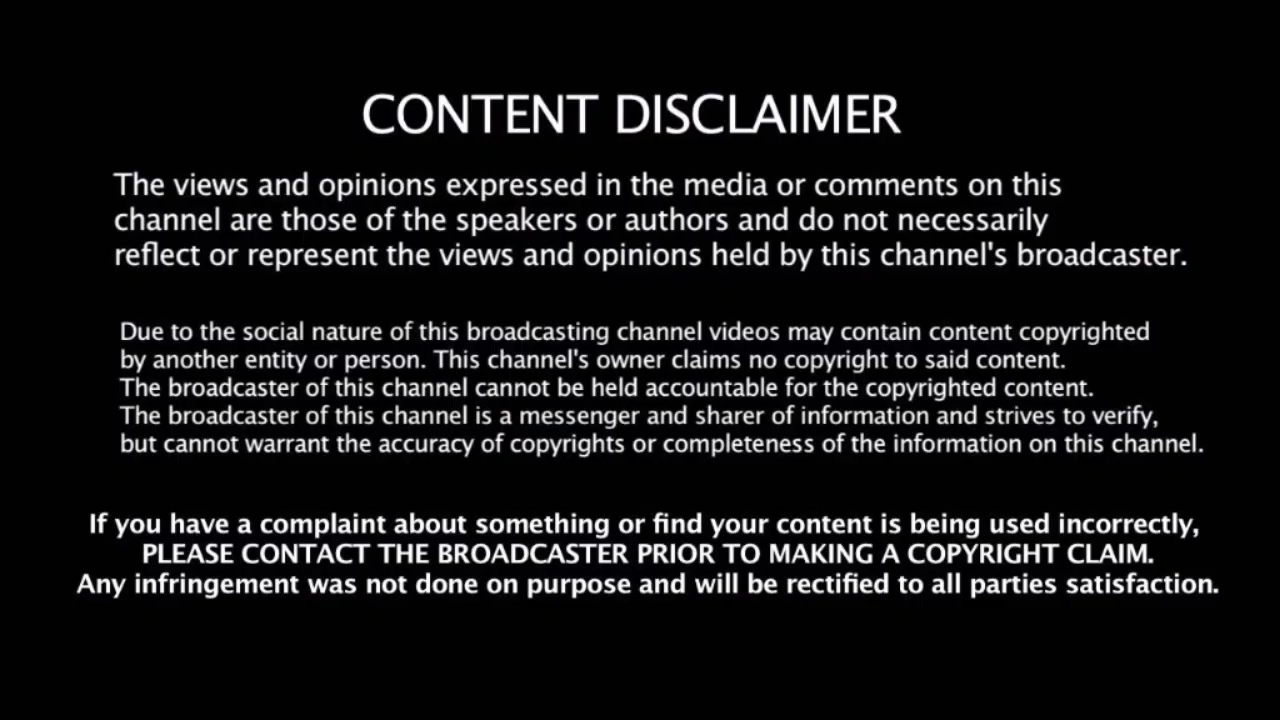 CONTENT DISCLAIMER
The views and opinions expressed in the media or comments on this
channel are those of the speakers or authors and do not necessarily
reflect or represent the views and opinions held by this channel's broadcaster.
Due to the social nature of this broadcasting channel videos may contain content copyrighted
by another entity or person. This channel's owner claims no copyright to said content.
The broadcaster of this channel cannot be held accountable for the copyrighted content.
The broadcaster of this channel is a messenger and sharer of information and strives to verify,
but cannot warrant the accuracy of copyrights or completeness of the information on this channel.
If you have a complaint about something or find your content is being used incorrectly,
PLEASE CONTACT THE BROADCASTER PRIOR TO MAKING A COPYRIGHT CLAIM.
Any infringement was not done on purpose and will be rectified to all parties satisfaction.